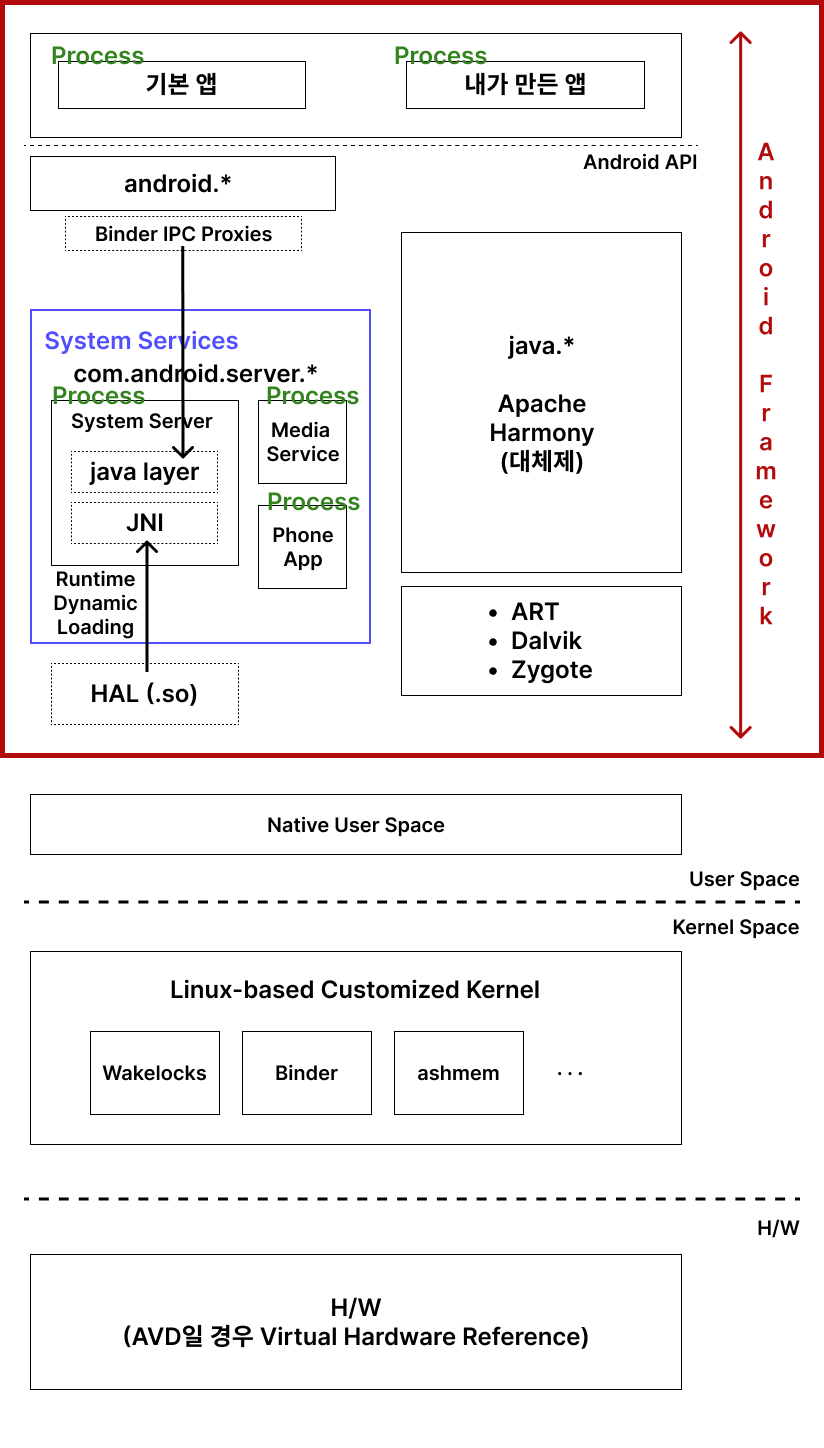 Process
기본 앱
Process
내가 만든 앱
Android API
android.*
Binder IPC Proxies
System Services
com.android.server.*
Process
System Server
java layer
JNI
Runtime
Dynamic
Loading
Process
Media
Service
Process
Phone
App
HAL (.so)
java.*
Apache
Harmony
(대체제)
• ART
• Dalvik
• Zygote
Android Framework
Native User Space
User Space
Kernel Space
Linux-based Customized Kernel
Wakelocks
Binder
ashmem
...
H/W
H/W
(AVD일 경우 Virtual Hardware Reference)